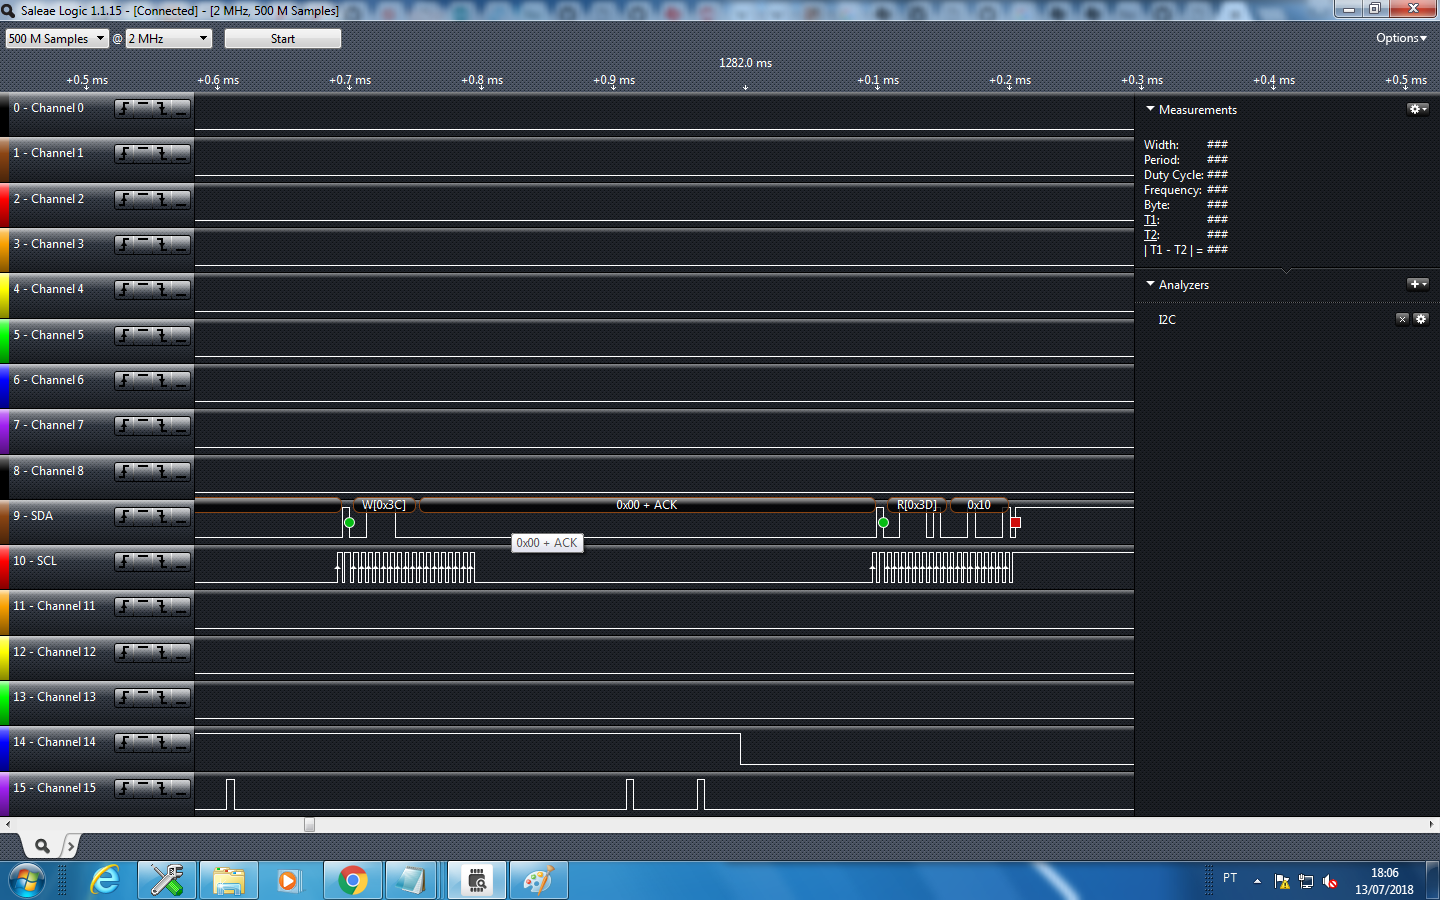 Saleae Logic 1.1.15 - [Connected] - [2 MHz, 500 M Samples]
500 M Samples @ 2 MHz Start Options
1282.0 ms
+0.5 ms +0.6 ms +0.7 ms +0.8 ms +0.9 ms +0.1 ms +0.2 ms +0.3 ms +0.4 ms +0.5 ms
0 - Channel 0
1 - Channel 1
2 - Channel 2
3 - Channel 3
4 - Channel 4
5 - Channel 5
6 - Channel 6
7 - Channel 7
8 - Channel 8
9 - SDA
W[0x3C] 0x00 + ACK R[0x3D] 0x10
0x00 + ACK
10 - SCL
11 - Channel 11
12 - Channel 12
13 - Channel 13
14 - Channel 14
15 - Channel 15
Measurements
Width: ###
Period: ###
Duty Cycle: ###
Frequency: ###
Byte: ###
T1: ###
T2: ###
| T1 - T2 | = ###
Analyzers
I2C
PT
18:06
13/07/2018